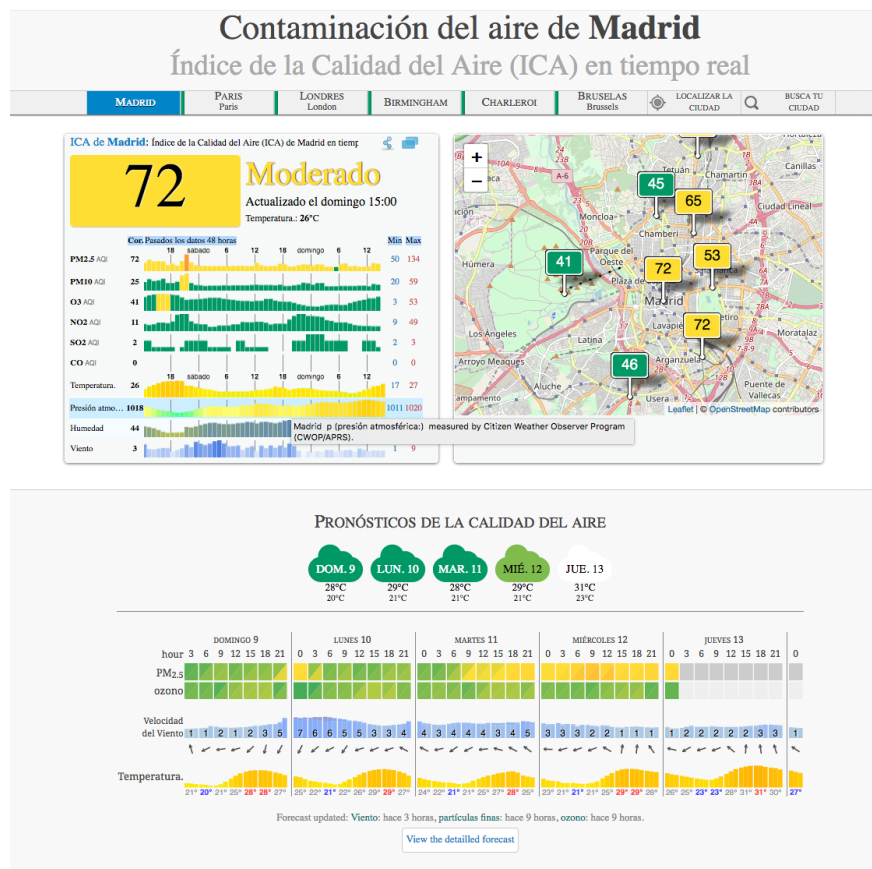 Contaminación del aire de Madrid
Índice de la Calidad del Aire (ICA) en tiempo real
MADRID
PARIS
Paris
LONDRES
London
BIRMINGHAM
CHARLEROI
BRUSELAS
Brussels
LOCALIZAR LA CIUDAD
BUSCA TU CIUDAD
ICA de Madrid: Índice de la Calidad del Aire (ICA) de Madrid en tiemp
72
Moderado
Actualizado el domingo 15:00
Temperatura.: 26°C
Cor. Pasados los datos 48 horas Min Max
18 sábado 6 12 18 domingo 6 12
PM2.5 AQI 72 50 134
PM10 AQI 25 20 59
O3 AQI 41 3 53
NO2 AQI 11 9 49
SO2 AQI 2 2 3
CO AQI 0 0 0
18 sábado 6 12 18 domingo 6 12
Temperatura. 26 17 27
Presión atmo... 1018 1011 1020
Humedad 44
Viento 3 1 9
Madrid p (presión atmosférica:) measured by Citizen Weather Observer Program
(CWOP/APRS).
+
−
A-6
Tetuán
Chamartín
Canillas
45
65
Ciudad Lineal
Moncloa-
Chamberí
Parque del
Oeste
41
Húmera
72
53
Plaza de
Madrid
72
Lavapié
etiro
Moratalaz
Los Ángeles
Latina
Arroyo Meaques
46
Arganzuela
Aluche
Usera
Puente de
Vallecas
ampamento
Leaflet | © OpenStreetMap contributors
PRONÓSTICOS DE LA CALIDAD DEL AIRE
DOM. 9 LUN. 10 MAR. 11 MIÉ. 12 JUE. 13
28°C 29°C 28°C 29°C 31°C
20°C 21°C 21°C 21°C 23°C
DOMINGO 9 LUNES 10 MARTES 11 MIÉRCOLES 12 JUEVES 13
hour 3 6 9 12 15 18 21 0 3 6 9 12 15 18 21 0 3 6 9 12 15 18 21 0 3 6 9 12 15 18 21 0 3 6 9 12 15 18 21 0
PM2.5
ozono
Velocidad
del Viento 1 1 2 1 2 3 5 7 6 6 5 5 3 3 4 4 3 4 4 4 3 4 5 3 3 3 2 2 1 1 1 1 2 2 2 2 2 3 3 1
Temperatura.
21° 20° 21° 25° 28° 28° 27° 25° 22° 21° 22° 26° 29° 29° 27° 24° 22° 21° 21° 25° 27° 28° 25° 23° 21° 21° 21° 25° 29° 29° 28° 26° 25° 23° 23° 28° 31° 31° 30° 27°
Forecast updated: Viento: hace 3 horas, partículas finas: hace 9 horas, ozono: hace 9 horas.
View the detailled forecast